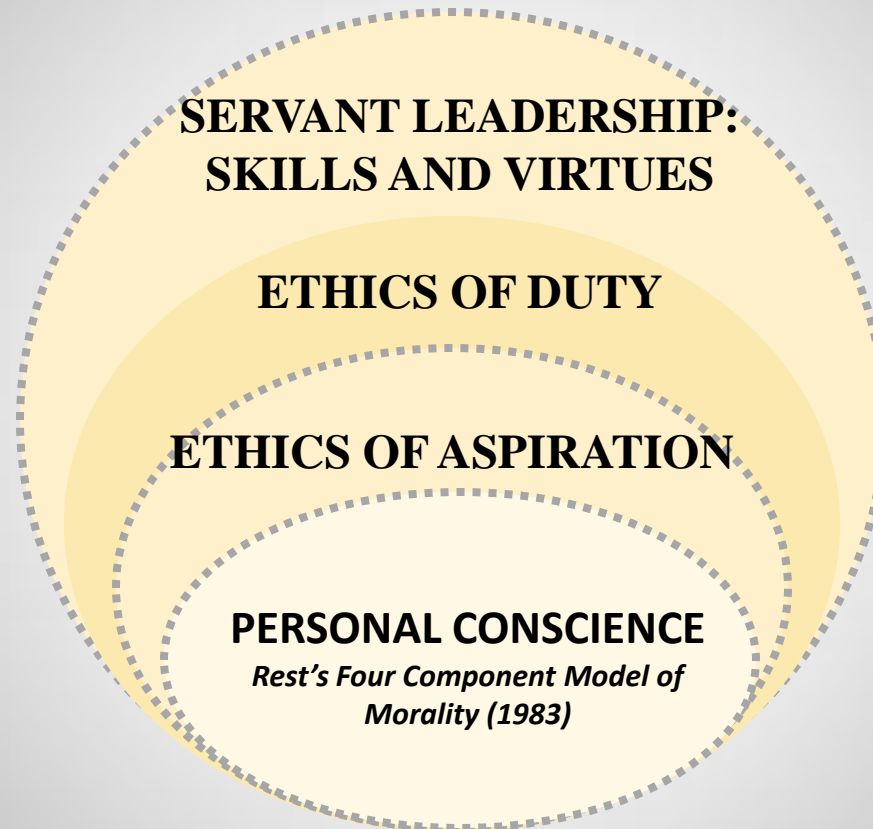 SERVANT LEADERSHIP:
SKILLS AND VIRTUES
ETHICS OF DUTY
ETHICS OF ASPIRATION
PERSONAL CONSCIENCE
Rest's Four Component Model of
Morality (1983)